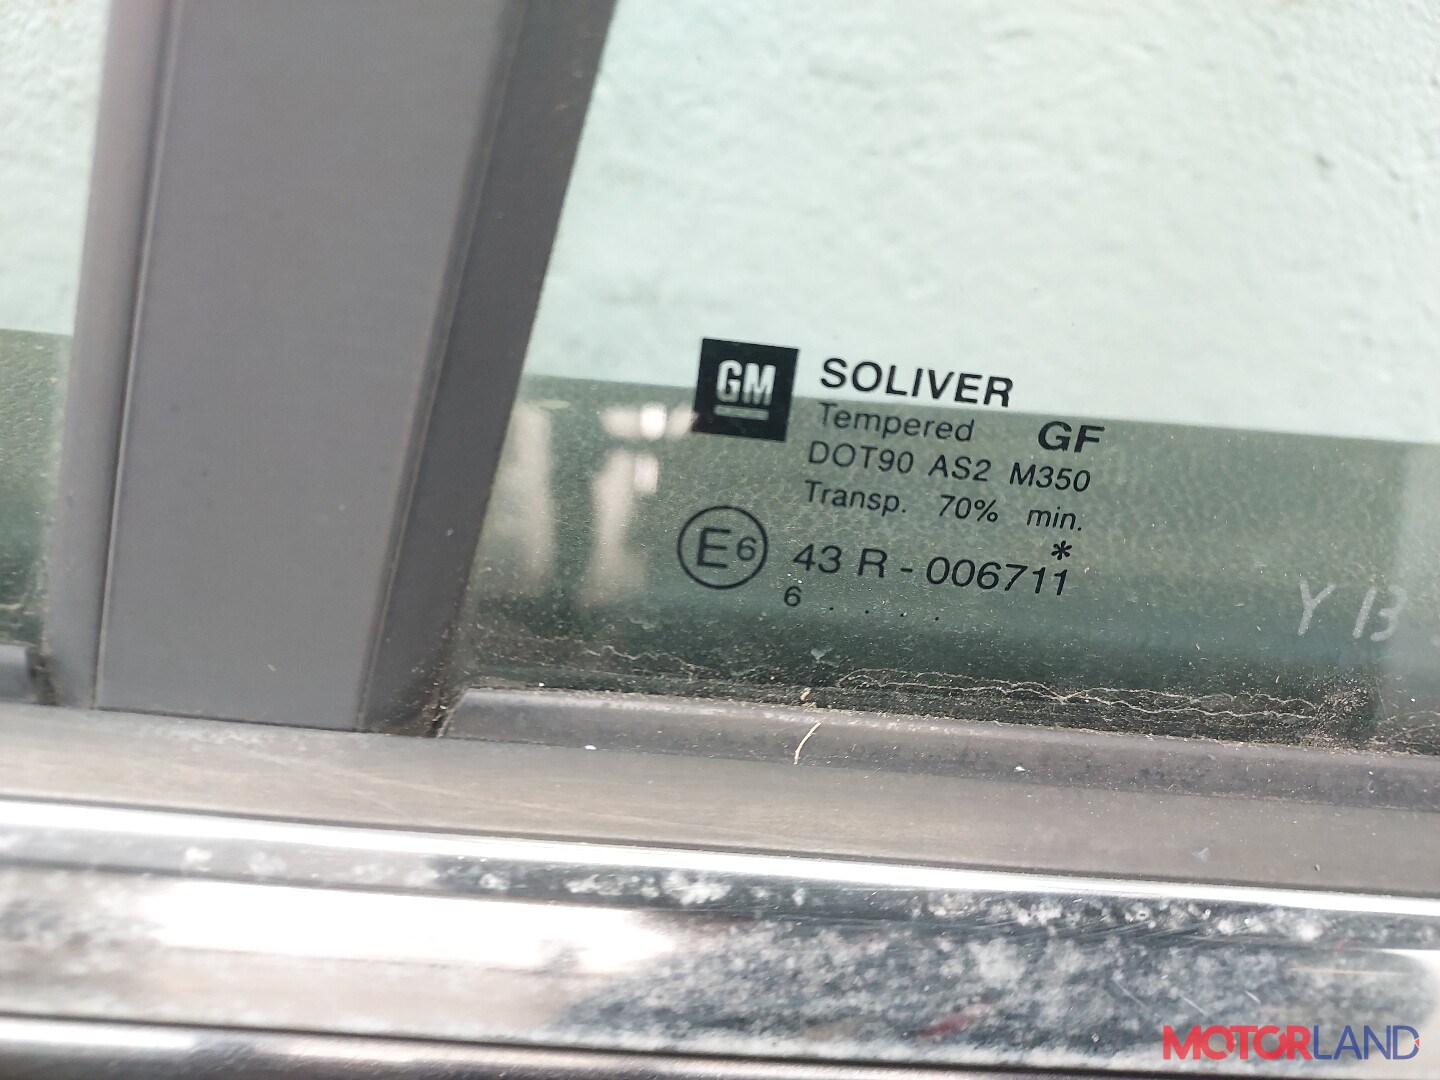 GM
SOLIVER
Tempered GF
DOT90 AS2 M350
Transp. 70% min.
*
E6 43 R - 006711
6 . . . .
Y 13
MOTORLAND